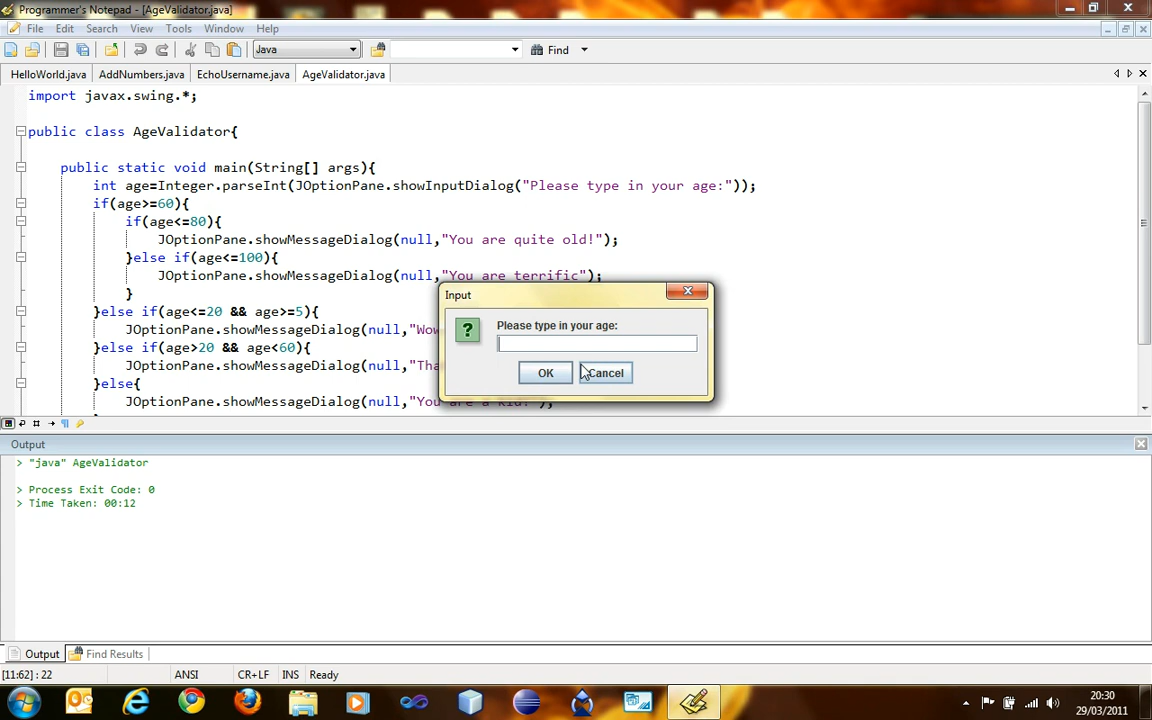 Programmer's Notepad - [AgeValidator.java]
File Edit Search View Tools Window Help
Java Find
HelloWorld.java AddNumbers.java EchoUsername.java AgeValidator.java
import javax.swing.*;
public class AgeValidator{
public static void main(String[] args){
int age=Integer.parseInt(JOptionPane.showInputDialog("Please type in your age:"));
if(age>=60){
if(age<=80){
JOptionPane.showMessageDialog(null,"You are quite old!");
}else if(age<=100){
JOptionPane.showMessageDialog(null,"You are terrific");
}
}else if(age<=20 && age>=5){
JOptionPane.showMessageDialog(null,"Wow
}else if(age>20 && age<60){
JOptionPane.showMessageDialog(null,"Tha
}else{
JOptionPane.showMessageDialog(null,"You are a kid!");
Input
Please type in your age:
OK Cancel
Output
> "java" AgeValidator
> Process Exit Code: 0
> Time Taken: 00:12
Output Find Results
[11:62] : 22 ANSI CR+LF INS Ready
20:30
29/03/2011